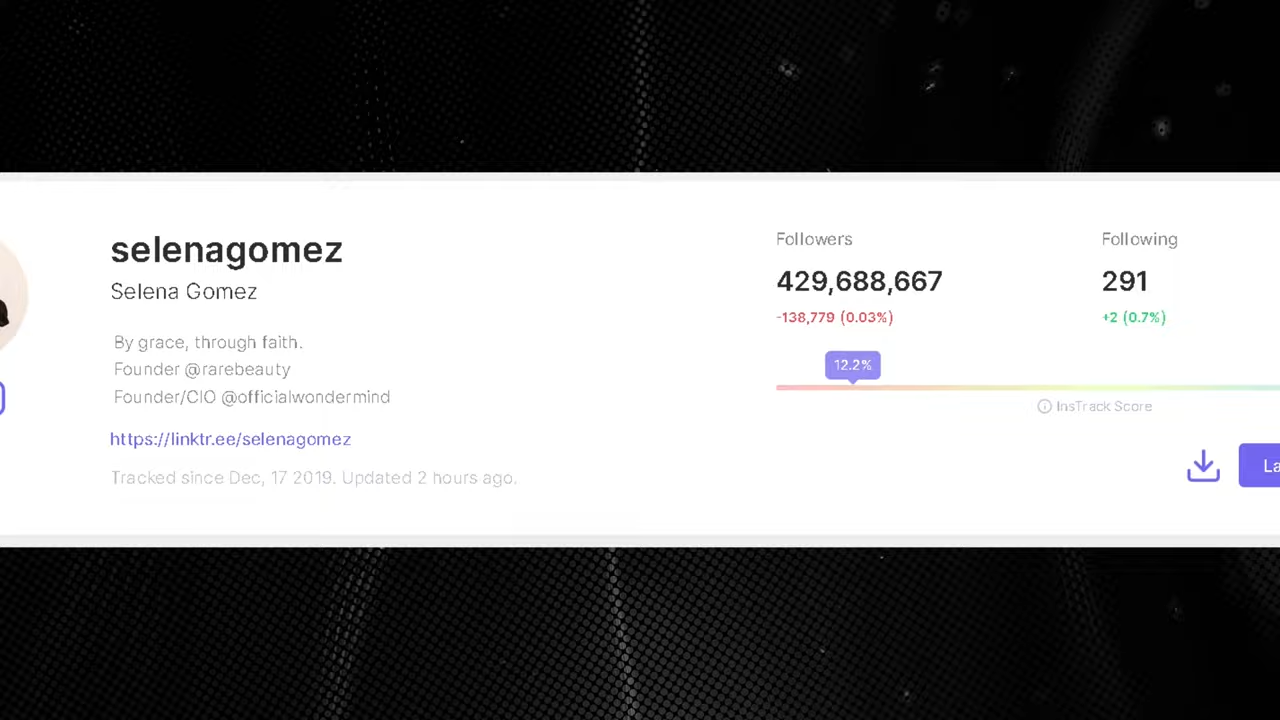 selenagomez
Selena Gomez
By grace, through faith.
Founder @rarebeauty
Founder/CIO @officialwondermind
https://linktr.ee/selenagomez
Tracked since Dec, 17 2019. Updated 2 hours ago.
Followers
429,688,667
-138,779 (0.03%)
Following
291
+2 (0.7%)
12.2%
InsTrack Score